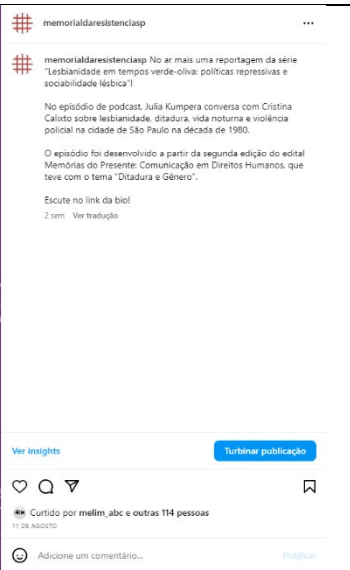 memorialdaresistenciasp
memorialdaresistenciasp No ar mais uma reportagem da série
"Lesbianidade em tempos verde-oliva: políticas repressivas e
sociabilidade lésbica"!
No episódio de podcast, Julia Kumpera conversa com Cristina
Calixto sobre lesbianidade, ditadura, vida noturna e violência
policial na cidade de São Paulo na década de 1980.
O episódio foi desenvolvido a partir da segunda edição do edital
Memórias do Presente: Comunicação em Direitos Humanos, que
teve com o tema "Ditadura e Gênero".
Escute no link da bio!
2 sem Ver tradução
Ver insights
Turbinar publicação
Curtido por melim_abc e outras 114 pessoas
11 DE AGOSTO
Adicione um comentário...
Publicar